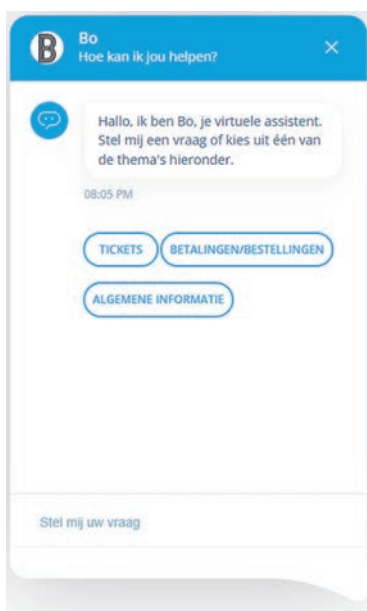 B
Bo
Hoe kan ik jou helpen?
Hallo, ik ben Bo, je virtuele assistent.
Stel mij een vraag of kies uit één van
de thema's hieronder.
08:05 PM
TICKETS
BETALINGEN/BESTELLINGEN
ALGEMENE INFORMATIE
Stel mij uw vraag